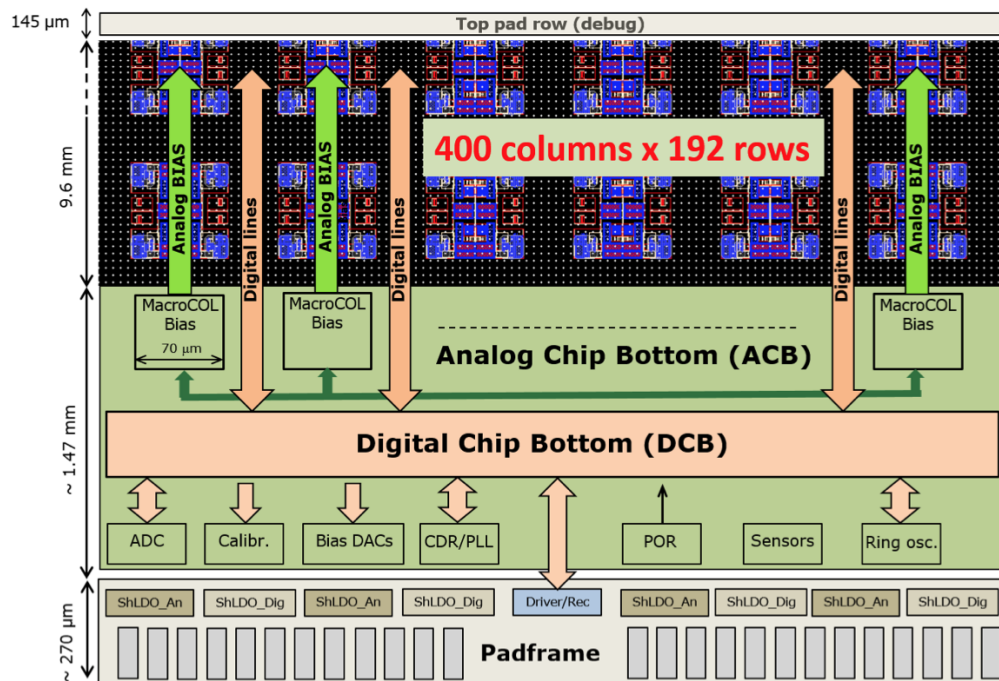 145 µm
Top pad row (debug)
9.6 mm
Analog BIAS
Digital lines
Analog BIAS
Digital lines
400 columns x 192 rows
Digital lines
Analog BIAS
MacroCOL
Bias
70 µm
MacroCOL
Bias
MacroCOL
Bias
Analog Chip Bottom (ACB)
~ 1.47 mm
Digital Chip Bottom (DCB)
ADC
Calibr.
Bias DACs
CDR/PLL
POR
Sensors
Ring osc.
~ 270 µm
ShLDO_An
ShLDO_Dig
ShLDO_An
ShLDO_Dig
Driver/Rec
ShLDO_An
ShLDO_Dig
ShLDO_An
ShLDO_Dig
Padframe